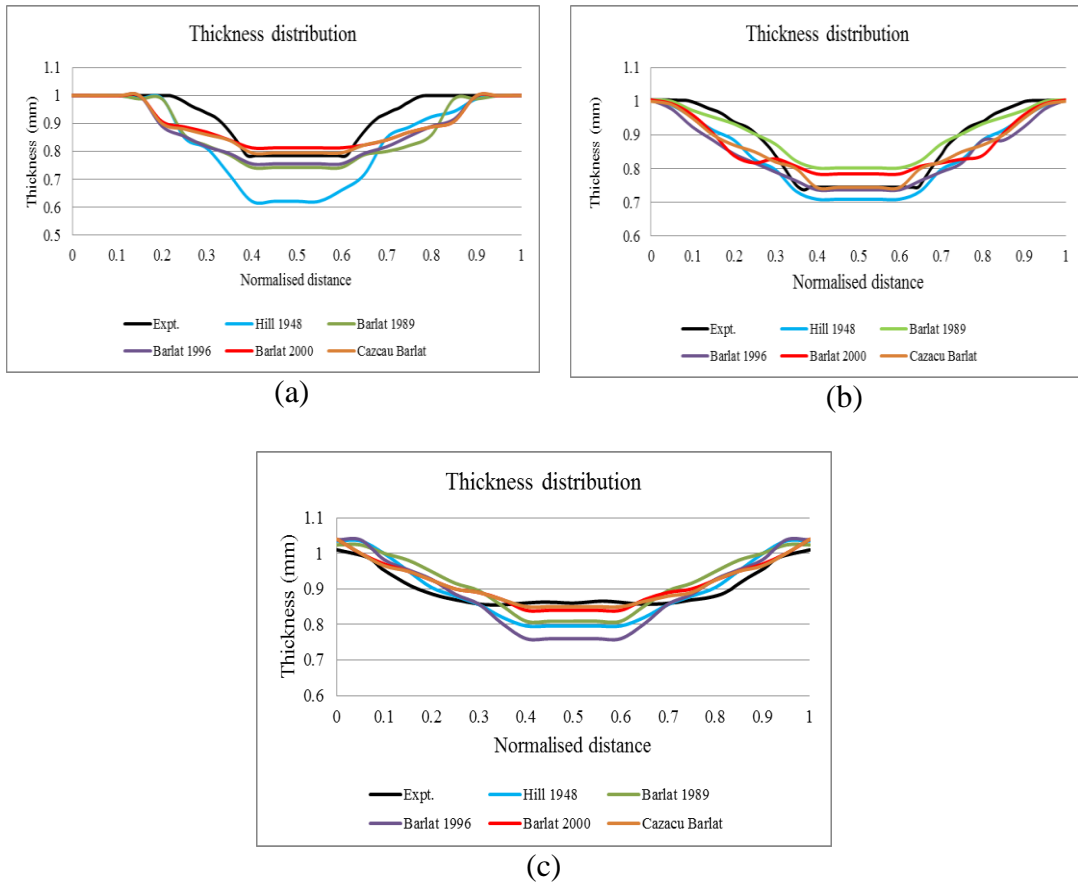 Thickness distribution
Thickness (mm)
1.1
1
0.9
0.8
0.7
0.6
0.5
0 0.1 0.2 0.3 0.4 0.5 0.6 0.7 0.8 0.9 1
Normalised distance
Expt. Hill 1948 Barlat 1989
Barlat 1996 Barlat 2000 Cazcau Barlat
(a)
Thickness distribution
Thickness (mm)
1.1
1
0.9
0.8
0.7
0.6
0 0.1 0.2 0.3 0.4 0.5 0.6 0.7 0.8 0.9 1
Normalised distance
Expt. Hill 1948 Barlat 1989
Barlat 1996 Barlat 2000 Cazacu Barlat
(b)
Thickness distribution
Thickness (mm)
1.1
1
0.9
0.8
0.7
0.6
0 0.1 0.2 0.3 0.4 0.5 0.6 0.7 0.8 0.9 1
Normalised distance
Expt. Hill 1948 Barlat 1989
Barlat 1996 Barlat 2000 Cazacu Barlat
(c)